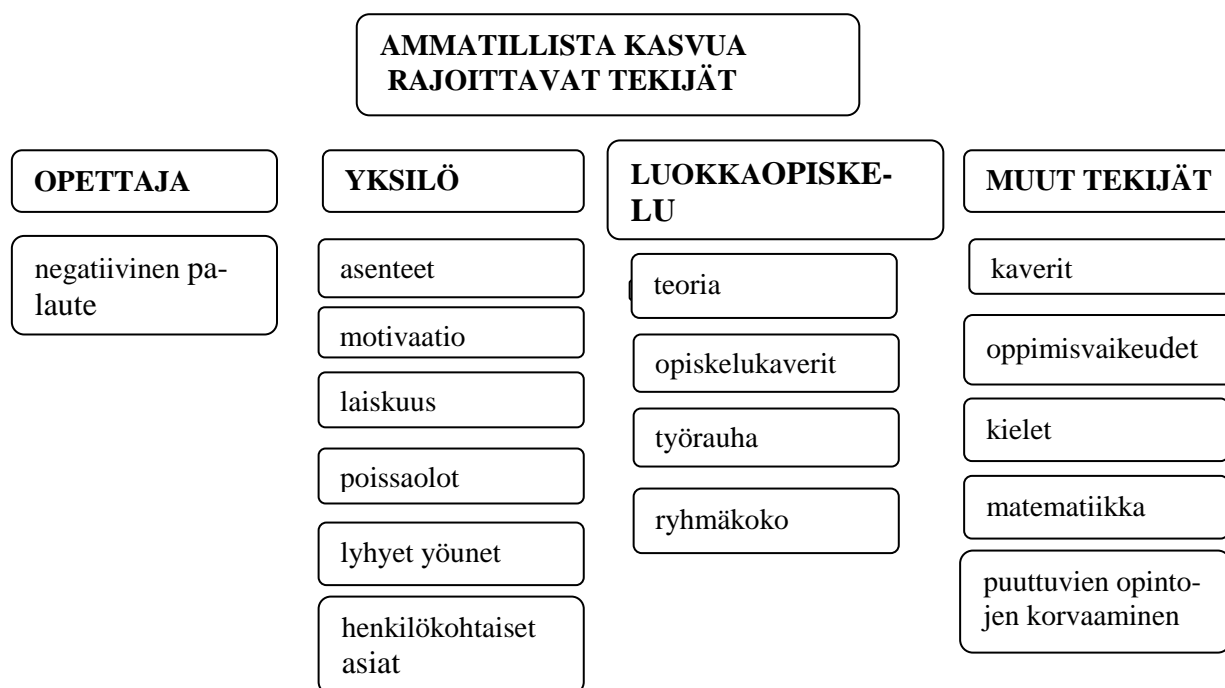 AMMATILLISTA KASVUA
RAJOITTAVAT TEKIJÄT
OPETTAJA
negatiivinen pa-
laute
YKSILÖ
asenteet
motivaatio
laiskuus
poissaolot
lyhyet yöunet
henkilökohtaiset
asiat
LUOKKAOPISKE-
LU
teoria
opiskelukaverit
työrauha
ryhmäkoko
MUUT TEKIJÄT
kaverit
oppimisvaikeudet
kielet
matematiikka
puuttuvien opinto-
jen korvaaminen